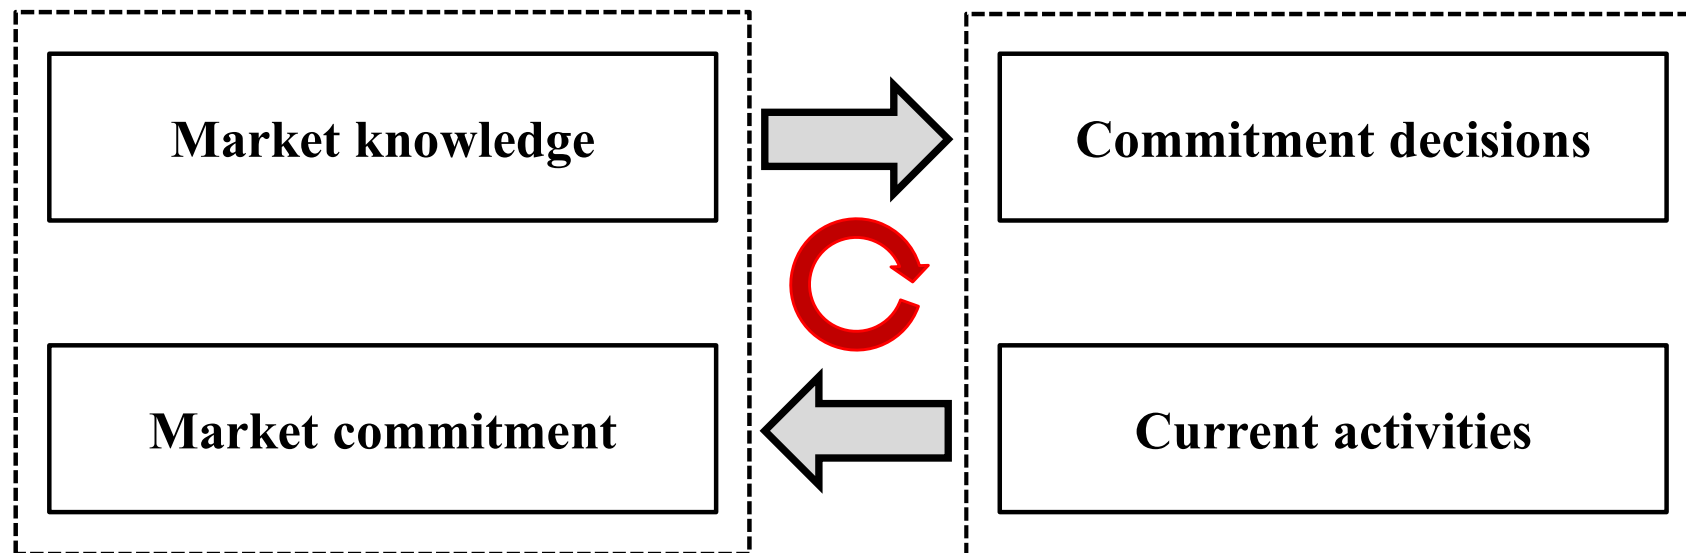 Market knowledge
Commitment decisions
Market commitment
Current activities